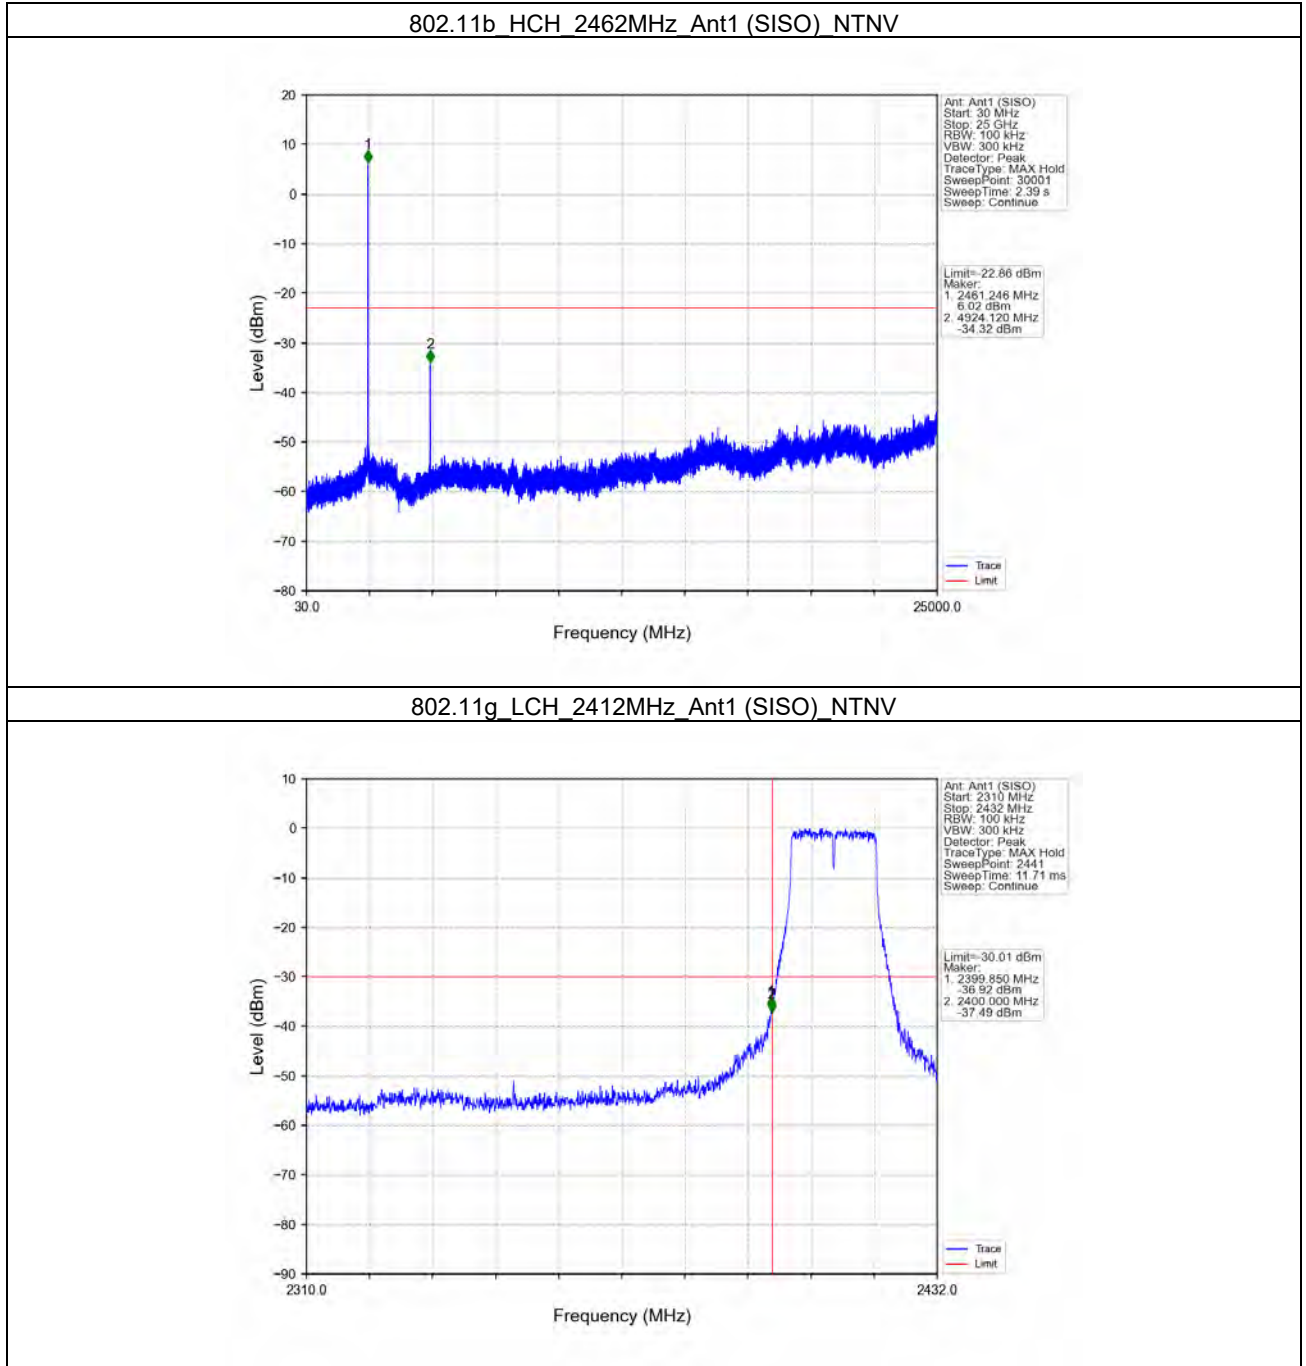 802.11b_HCH_2462MHz_Ant1 (SISO)_NTNV
20
10
0
−10
−20
−30
−40
−50
−60
−70
−80
Level (dBm)
1
2
30.0
25000.0
Frequency (MHz)
Ant: Ant1 (SISO)
Start: 30 MHz
Stop: 25 GHz
RBW: 100 kHz
VBW: 300 kHz
Detector: Peak
TraceType: MAX Hold
SweepPoint: 30001
SweepTime: 2.39 s
Sweep: Continue
Limit=-22.86 dBm
Maker:
1. 2461.246 MHz
6.02 dBm
2. 4924.120 MHz
-34.32 dBm
Trace
Limit
802.11g_LCH_2412MHz_Ant1 (SISO)_NTNV
10
0
−10
−20
−30
−40
−50
−60
−70
−80
−90
Level (dBm)
2
2310.0
2432.0
Frequency (MHz)
Ant: Ant1 (SISO)
Start: 2310 MHz
Stop: 2432 MHz
RBW: 100 kHz
VBW: 300 kHz
Detector: Peak
TraceType: MAX Hold
SweepPoint: 2441
SweepTime: 11.71 ms
Sweep: Continue
Limit=-30.01 dBm
Maker:
1. 2399.850 MHz
-36.92 dBm
2. 2400.000 MHz
-37.49 dBm
Trace
Limit